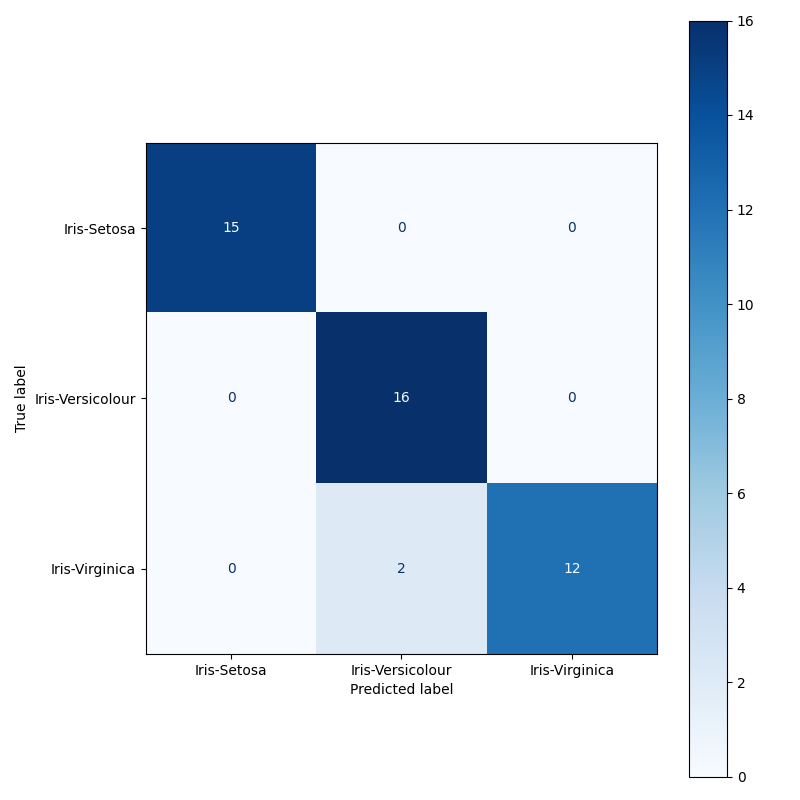 Iris-Setosa 15 0 0
Iris-Versicolour 0 16 0
Iris-Virginica 0 2 12
Iris-Setosa Iris-Versicolour Iris-Virginica
Predicted label
True label
16
14
12
10
8
6
4
2
0